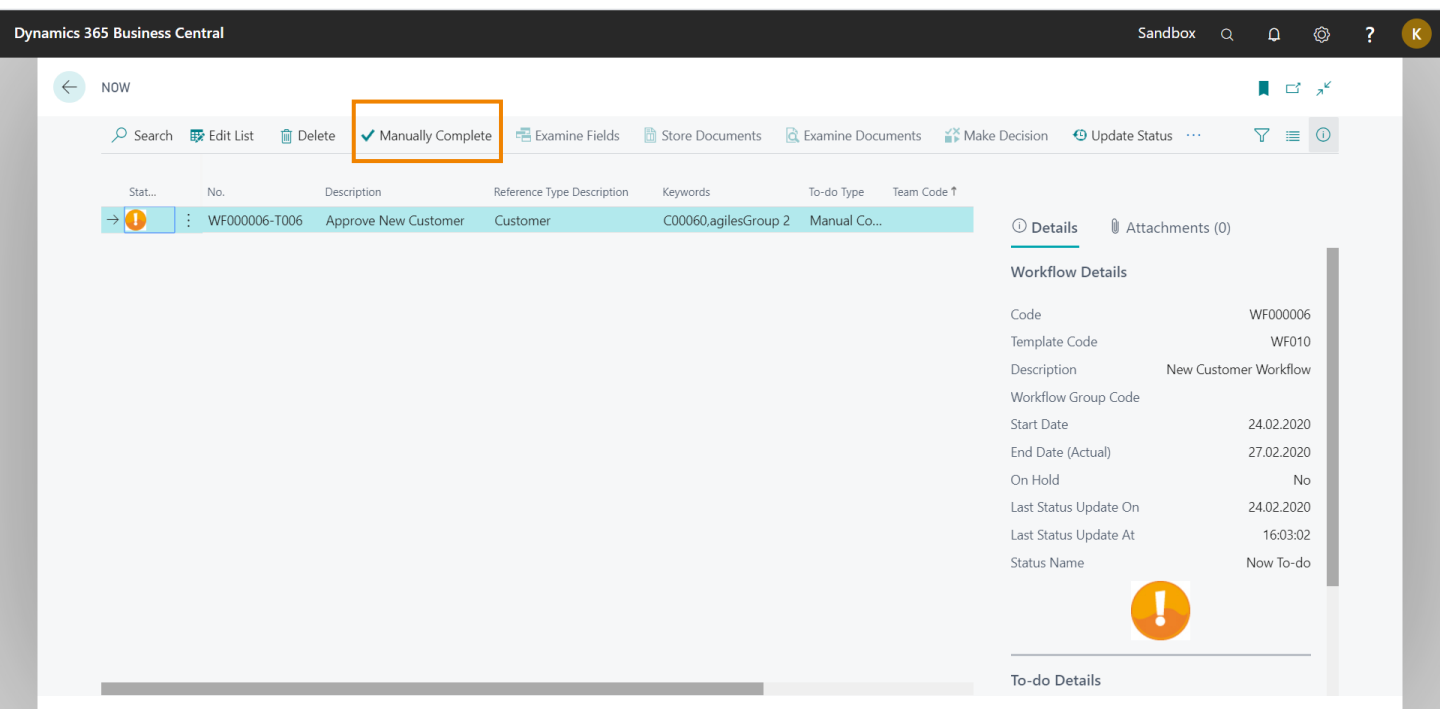 Dynamics 365 Business Central Sandbox ? K
NOW
Search Edit List Delete Manually Complete Examine Fields Store Documents Examine Documents Make Decision Update Status ...
Stat... No. Description Reference Type Description Keywords To-do Type Team Code ↑
WF000006-T006 Approve New Customer Customer C00060,agilesGroup 2 Manual Co...
Details Attachments (0)
Workflow Details
Code WF000006
Template Code WF010
Description New Customer Workflow
Workflow Group Code
Start Date 24.02.2020
End Date (Actual) 27.02.2020
On Hold No
Last Status Update On 24.02.2020
Last Status Update At 16:03:02
Status Name Now To-do
To-do Details